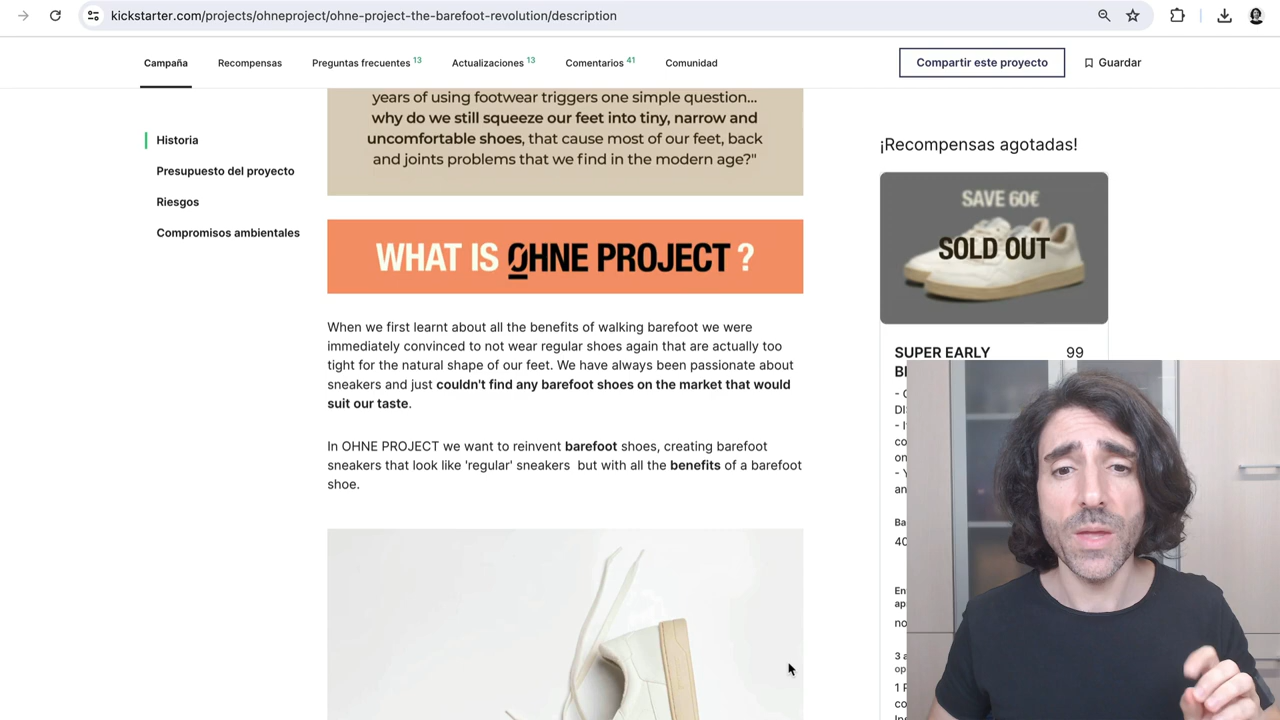 kickstarter.com/projects/ohneproject/ohne-project-the-barefoot-revolution/description
Campaña
Recompensas
Preguntas frecuentes 13
Actualizaciones 13
Comentarios 41
Comunidad
Compartir este proyecto
Guardar
Historia
Presupuesto del proyecto
Riesgos
Compromisos ambientales
years of using footwear triggers one simple question...
why do we still squeeze our feet into tiny, narrow and
uncomfortable shoes, that cause most of our feet, back
and joints problems that we find in the modern age?"
WHAT IS OHNE PROJECT ?
When we first learnt about all the benefits of walking barefoot we were
immediately convinced to not wear regular shoes again that are actually too
tight for the natural shape of our feet. We have always been passionate about
sneakers and just couldn't find any barefoot shoes on the market that would
suit our taste.
In OHNE PROJECT we want to reinvent barefoot shoes, creating barefoot
sneakers that look like 'regular' sneakers but with all the benefits of a barefoot
shoe.
¡Recompensas agotadas!
SAVE 60€
SOLD OUT
SUPER EARLY
99